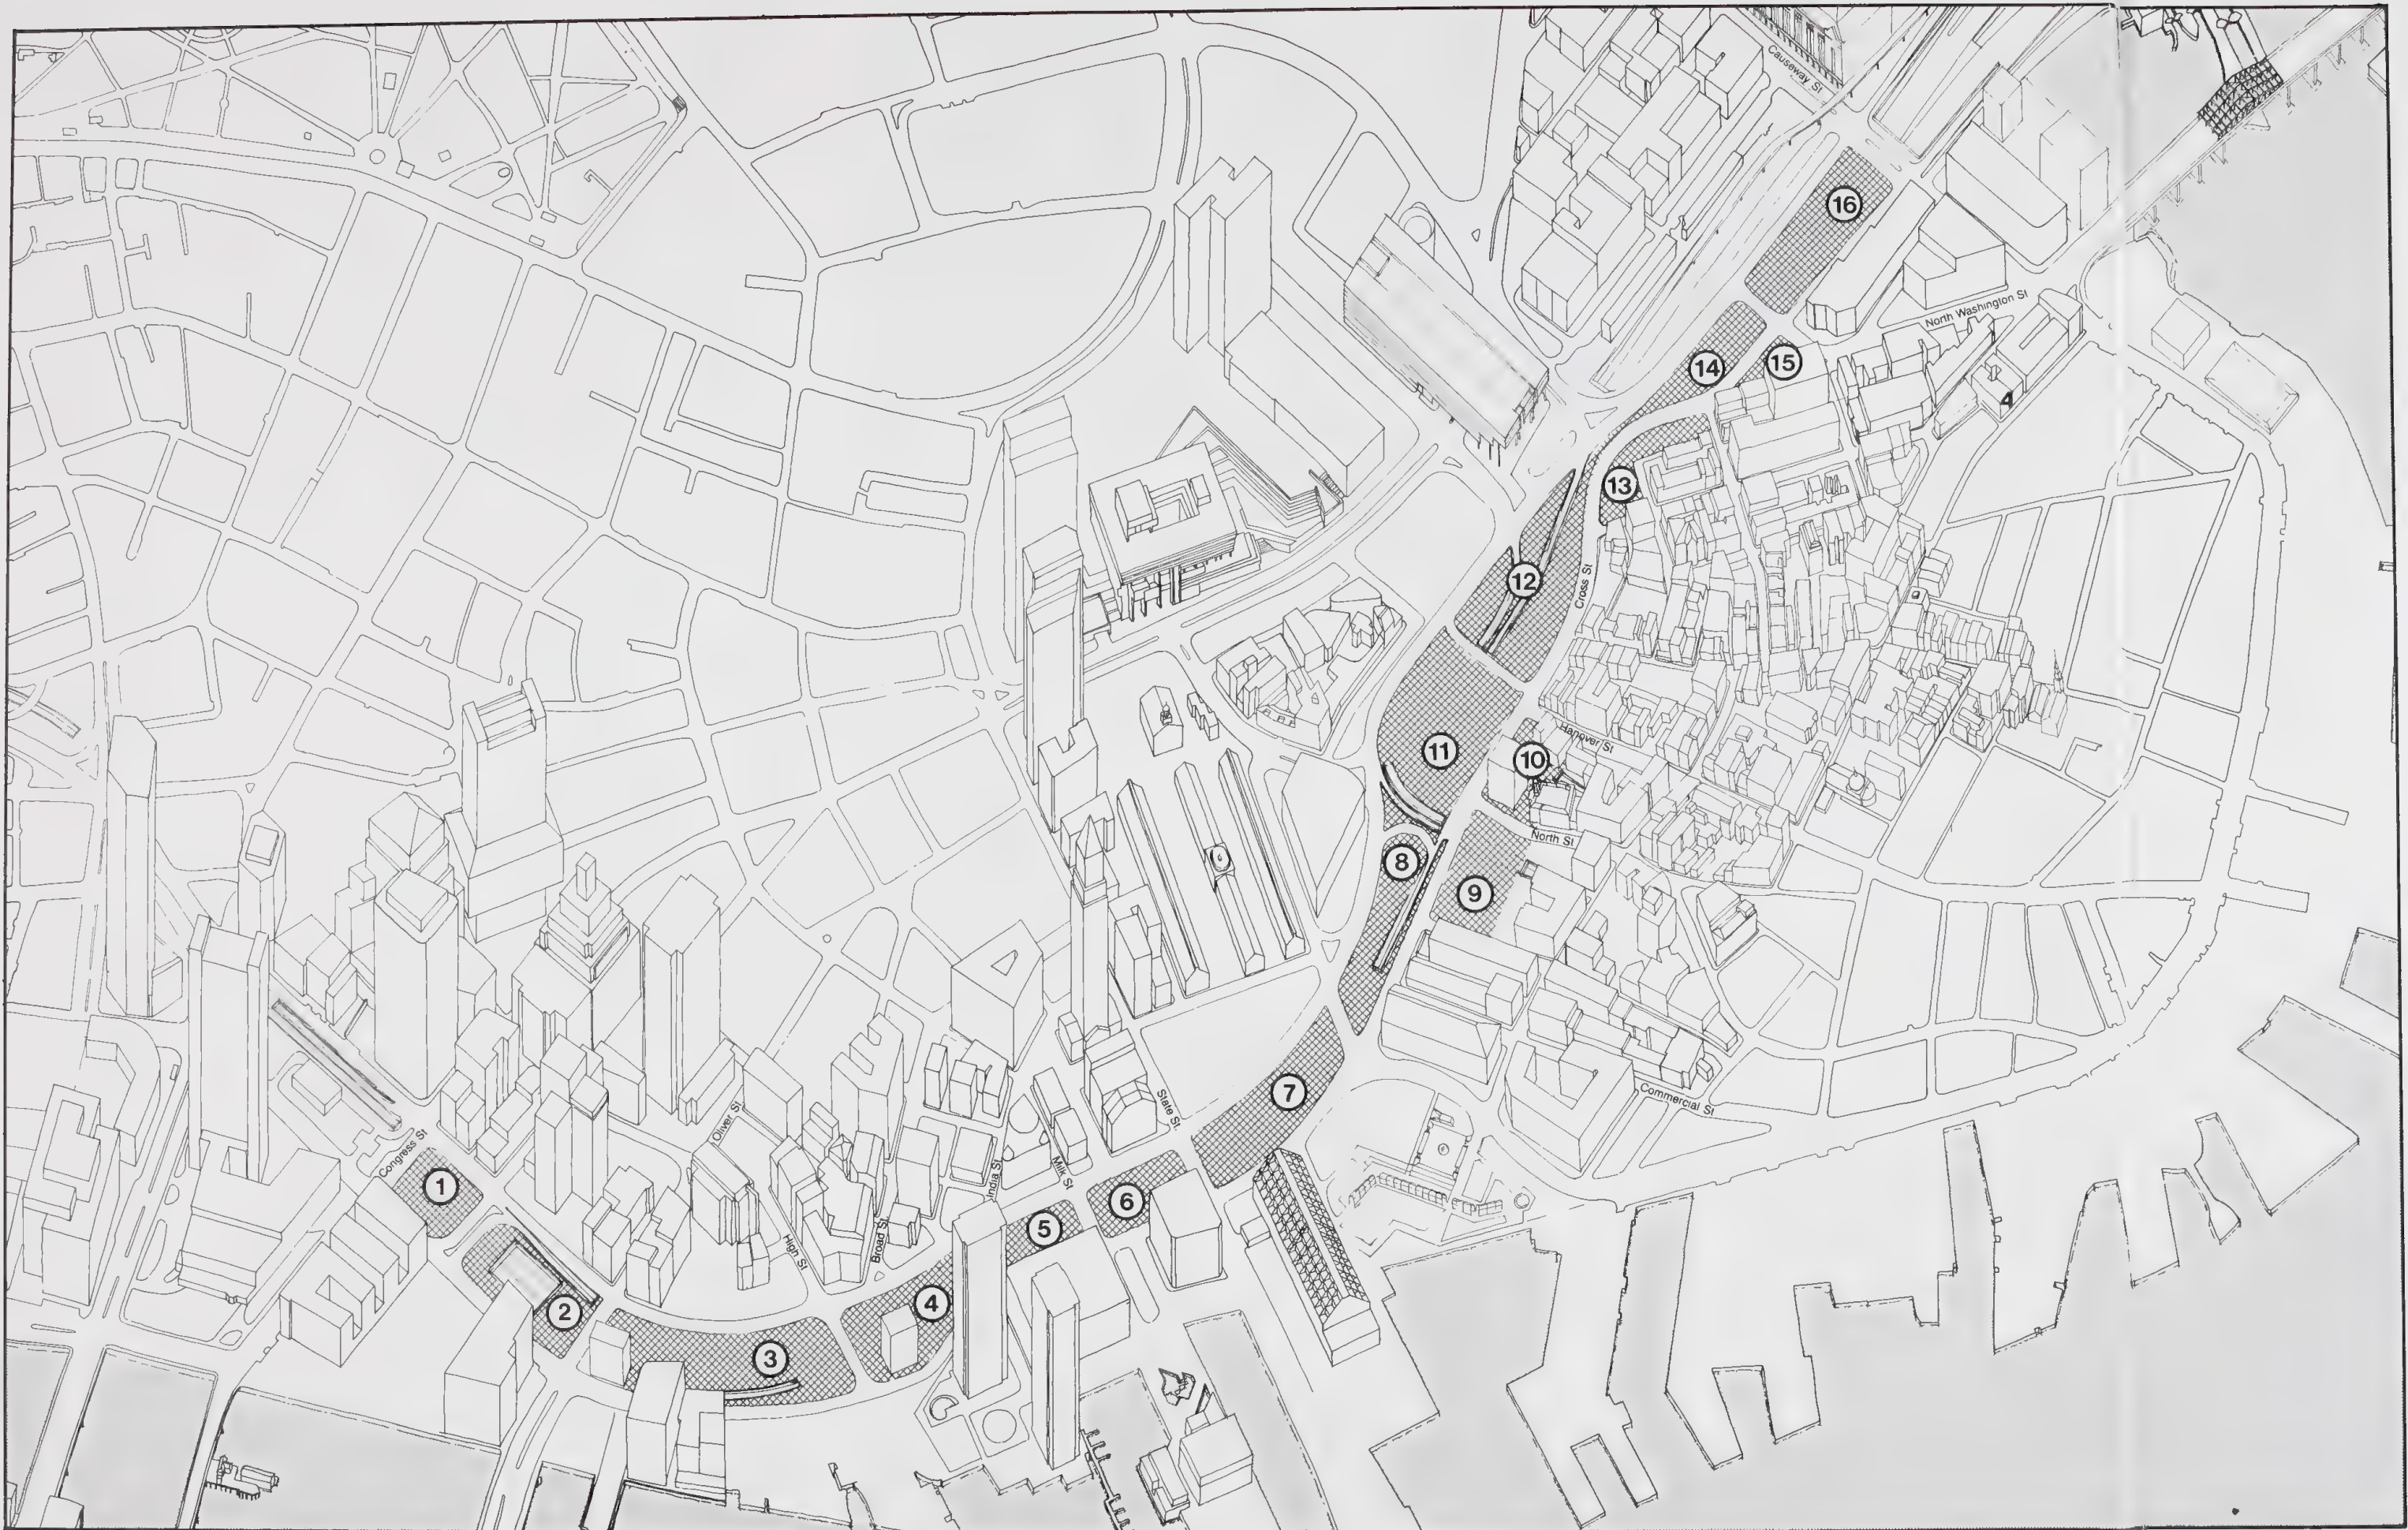 Causeway St
16
North Washington St
14
15
13
12
Cross St
11
10
Hanover St
North St
8
9
7
State St
Commercial St
Oliver St
Congress St
1
Milk St
India St
6
5
Broad St
High St
4
2
3